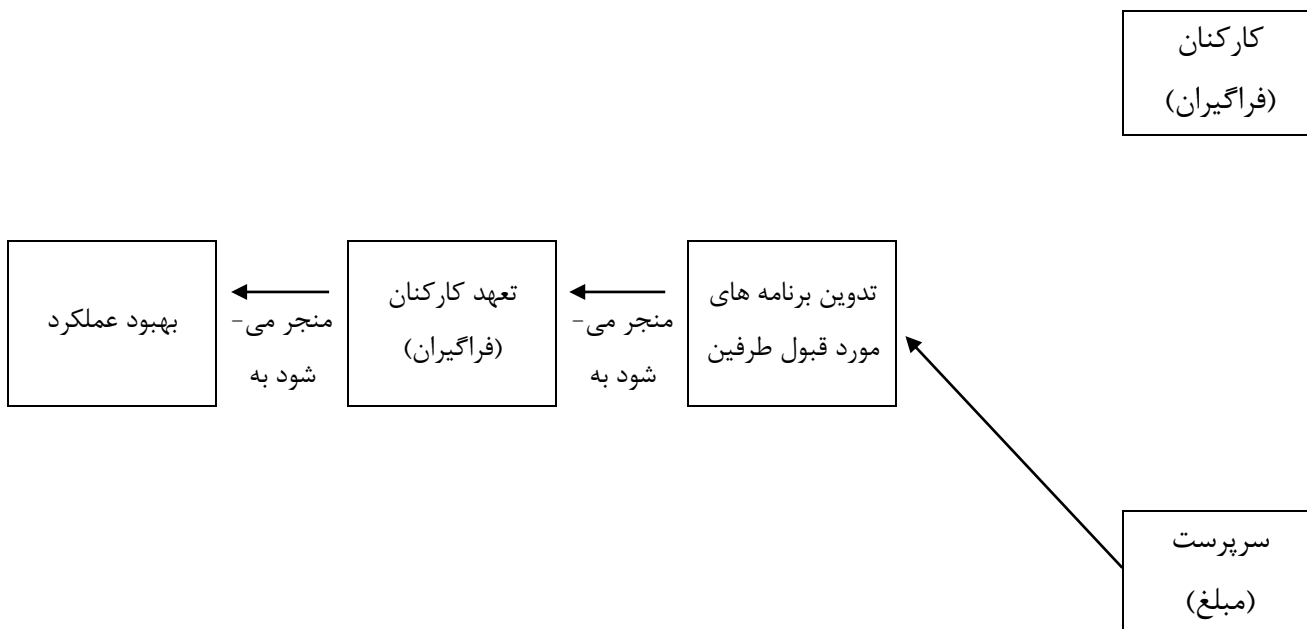 کارکنان
(فراگیران)
تدوین برنامه های
مورد قبول طرفین
منجر می-
شود به
تعهد کارکنان
(فراگیران)
منجر می-
شود به
بهبود عملکرد
سرپرست
(مبلغ)